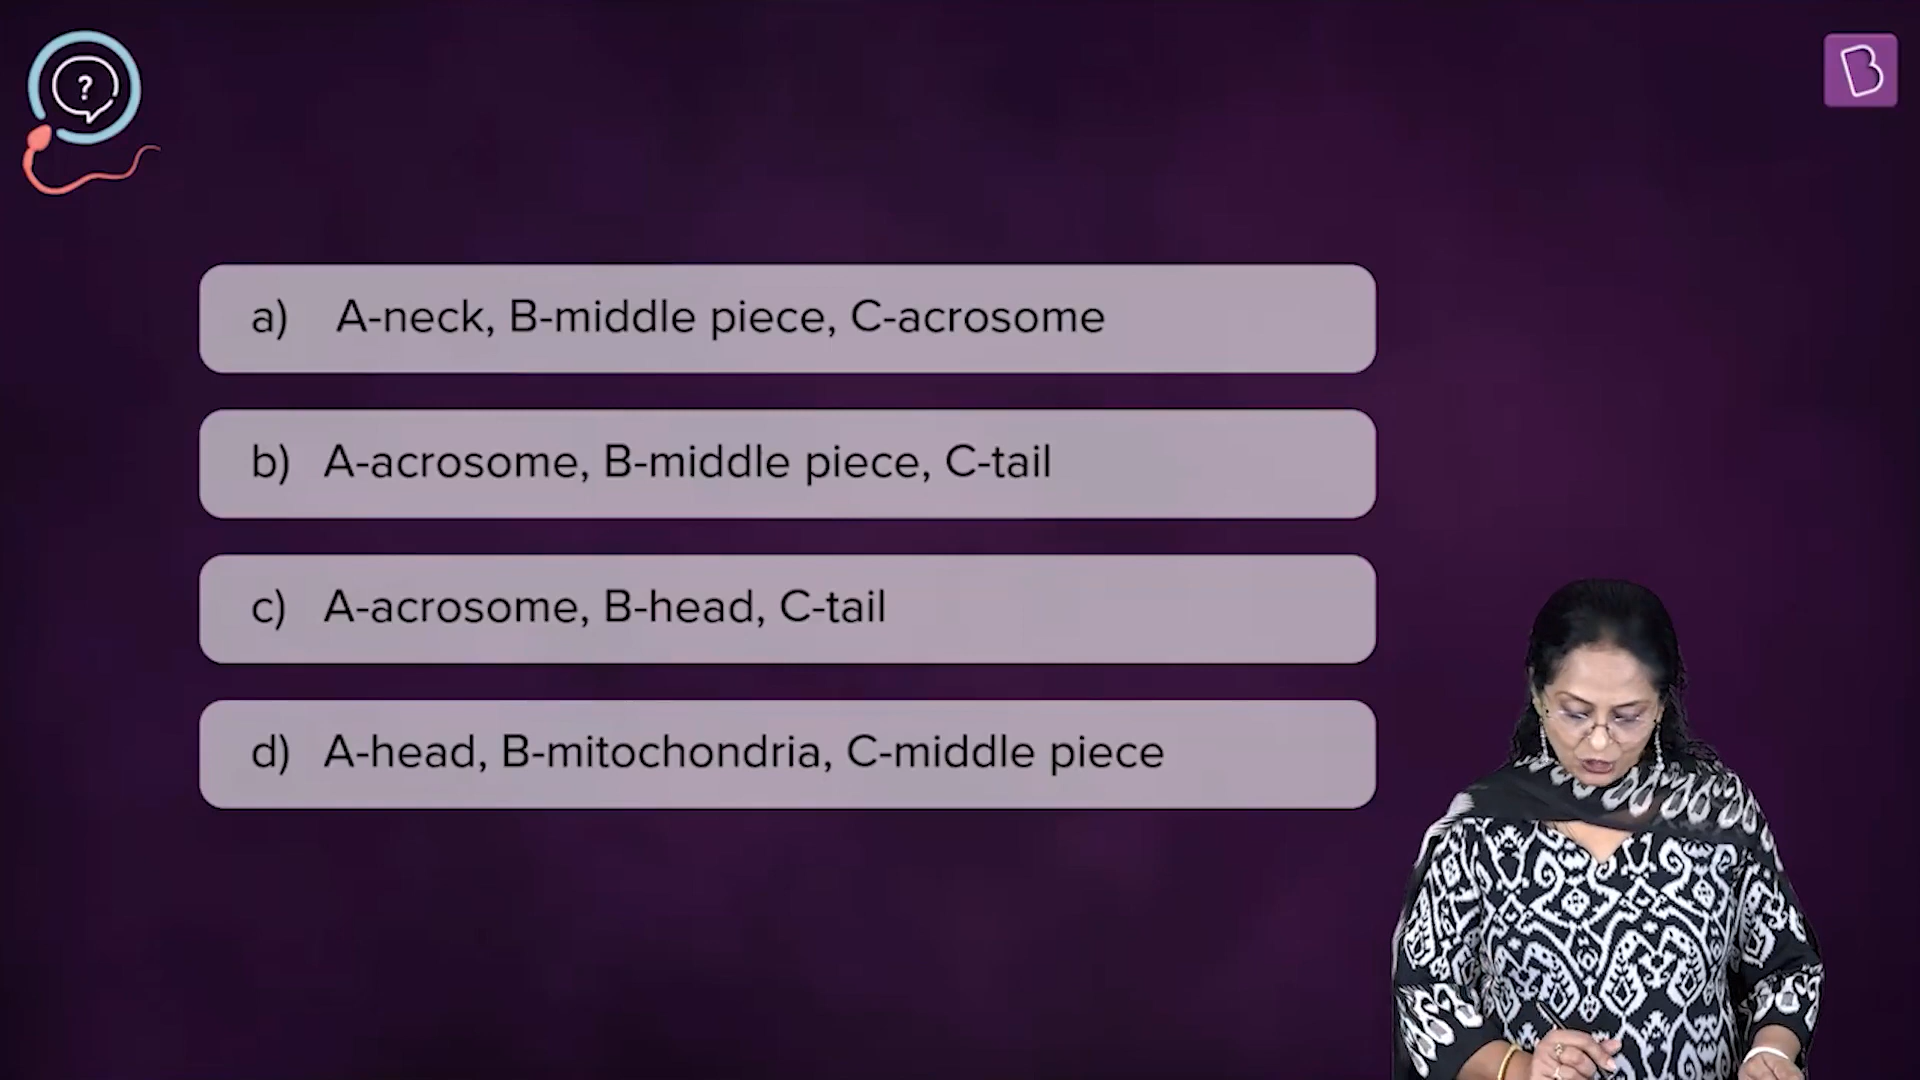 ?
B
a) A-neck, B-middle piece, C-acrosome
b) A-acrosome, B-middle piece, C-tail
c) A-acrosome, B-head, C-tail
d) A-head, B-mitochondria, C-middle piece